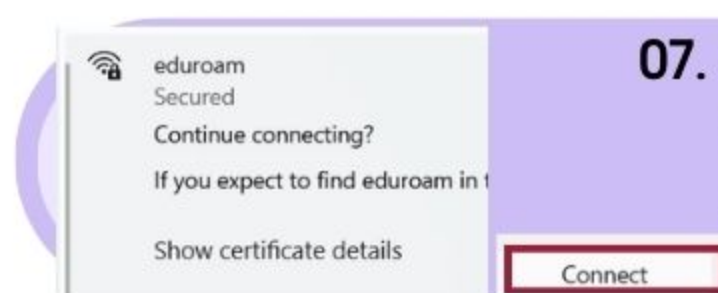 eduroam
Secured
Continue connecting?
If you expect to find eduroam in
Show certificate details
07.
Connect